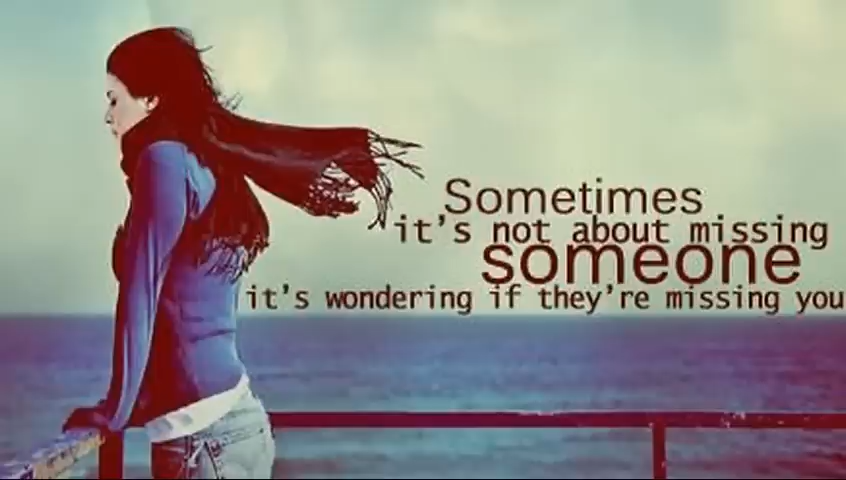 Sometimes
it's not about missing
someone
it's wondering if they're missing you